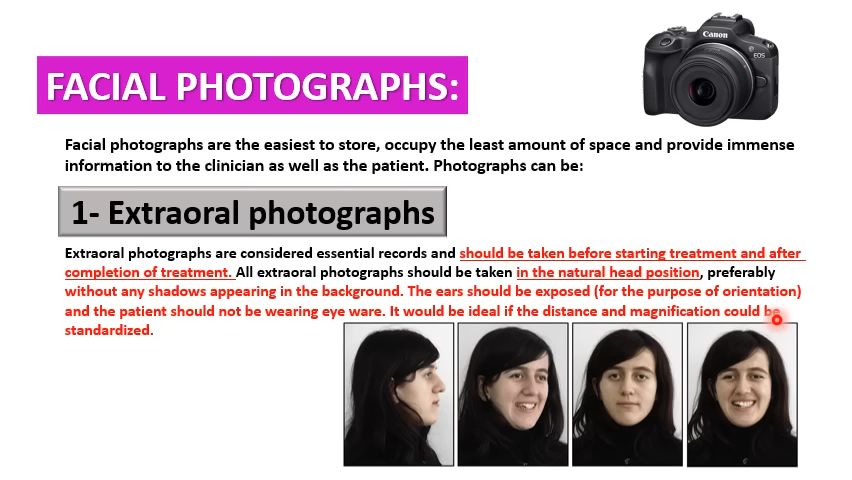 Canon
EOS
FACIAL PHOTOGRAPHS:
Facial photographs are the easiest to store, occupy the least amount of space and provide immense
information to the clinician as well as the patient. Photographs can be:
1- Extraoral photographs
Extraoral photographs are considered essential records and should be taken before starting treatment and after
completion of treatment. All extraoral photographs should be taken in the natural head position, preferably
without any shadows appearing in the background. The ears should be exposed (for the purpose of orientation)
and the patient should not be wearing eye ware. It would be ideal if the distance and magnification could be
standardized.